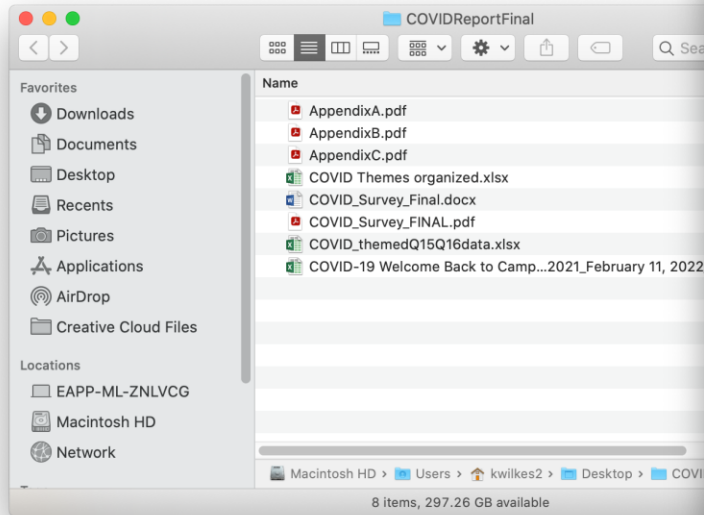 COVIDReportFinal
Sea
Favorites
Downloads
Documents
Desktop
Recents
Pictures
Applications
AirDrop
Creative Cloud Files
Locations
EAPP-ML-ZNLVCG
Macintosh HD
Network
Name
AppendixA.pdf
AppendixB.pdf
AppendixC.pdf
COVID Themes organized.xlsx
COVID_Survey_Final.docx
COVID_Survey_FINAL.pdf
COVID_themedQ15Q16data.xlsx
COVID-19 Welcome Back to Camp...2021_February 11, 2022
Macintosh HD › Users › kwilkes2 › Desktop › COVI
8 items, 297.26 GB available